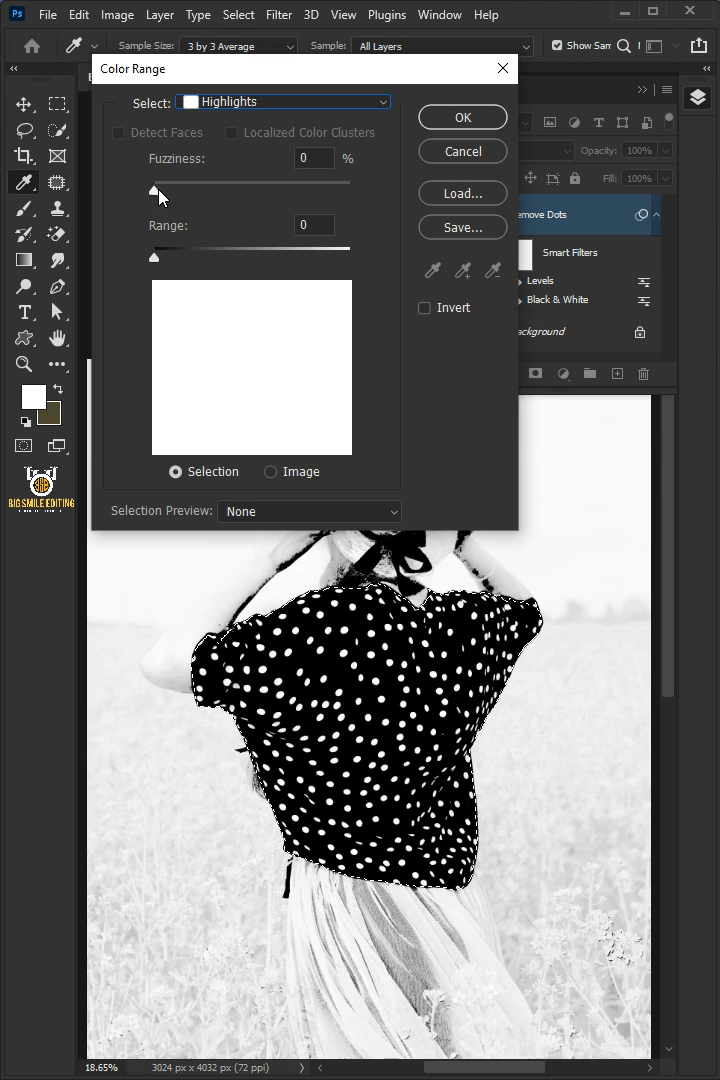 Ps File Edit Image Layer Type Select Filter 3D View Plugins Window Help
Sample Size: 3 by 3 Average Sample: All Layers Show Sam
Color Range
Select: Highlights
Detect Faces Localized Color Clusters
Fuzziness: 0 %
Range: 0
Selection Image
Selection Preview: None
OK
Cancel
Load...
Save...
Invert
Opacity: 100%
Fill: 100%
emove Dots
Smart Filters
Levels
Black & White
ackground
BIG SMILE EDITING
18.65% 3024 px x 4032 px (72 ppi)